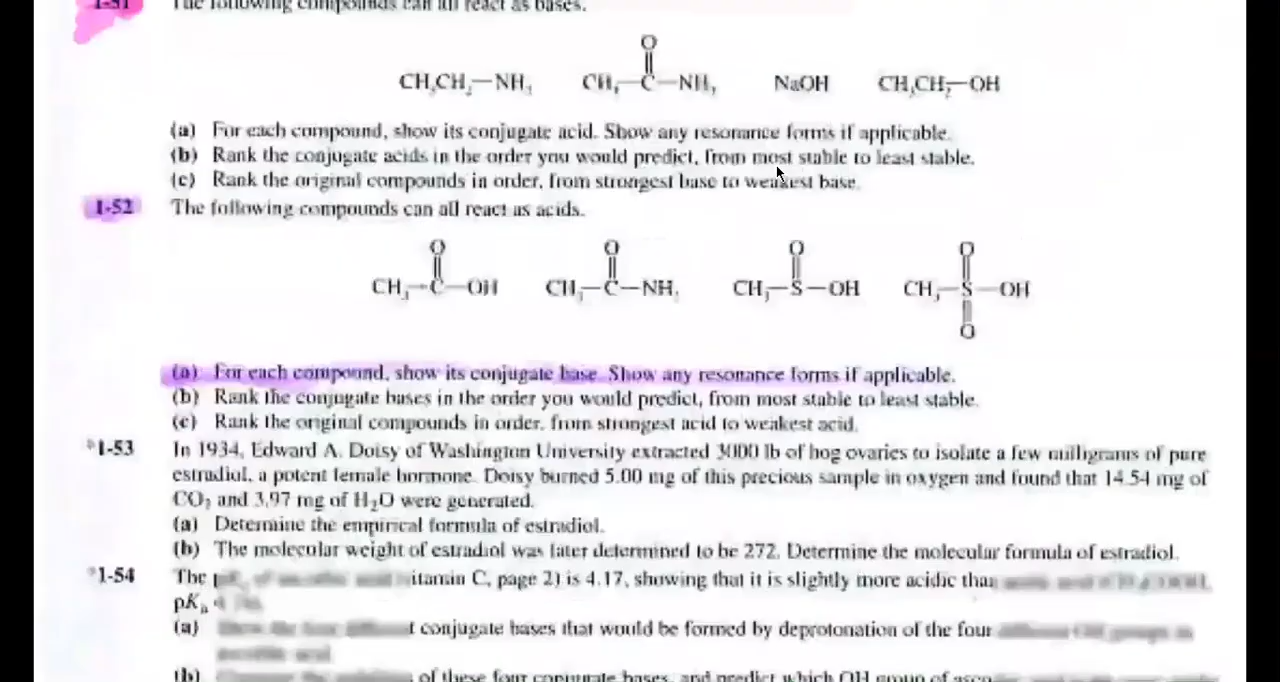 1-51 The following compounds can all react as bases.
O
CH3CH2—NH2 CH3—C—NH2 NaOH CH3CH2—OH
(a) For each compound, show its conjugate acid. Show any resonance forms if applicable.
(b) Rank the conjugate acids in the order you would predict, from most stable to least stable.
(c) Rank the original compounds in order, from strongest base to weakest base.
1-52 The following compounds can all react as acids.
O O O O
CH3—C—OH CH3—C—NH2 CH3—S—OH CH3—S—OH
O
(a) For each compound, show its conjugate base. Show any resonance forms if applicable.
(b) Rank the conjugate bases in the order you would predict, from most stable to least stable.
(c) Rank the original compounds in order, from strongest acid to weakest acid.
*1-53 In 1934, Edward A. Doisy of Washington University extracted 3000 lb of hog ovaries to isolate a few milligrams of pure
estradiol, a potent female hormone. Doisy burned 5.00 mg of this precious sample in oxygen and found that 14.54 mg of
CO2 and 3.97 mg of H2O were generated.
(a) Determine the empirical formula of estradiol.
(b) The molecular weight of estradiol was later determined to be 272. Determine the molecular formula of estradiol.
*1-54 The itamin C, page 2) is 4.17, showing that it is slightly more acidic than
pKa
(a) t conjugate bases that would be formed by deprotonation of the four
(b) of these four conjugate bases, and predict which OH group of